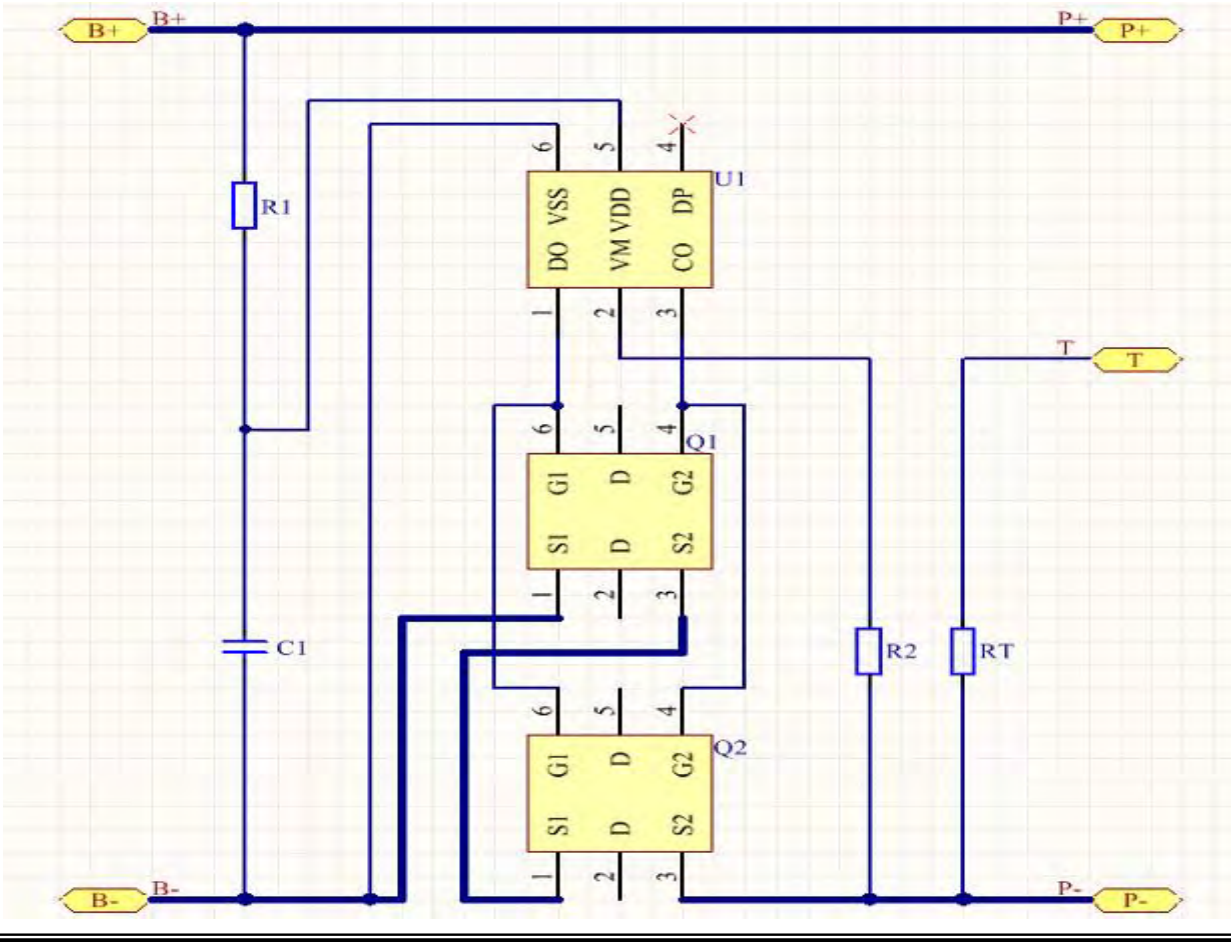 B+ B+ P+ P+
6 5 4
U1
VSS VDD DP
R1
DO VM CO
1 2 3
T T
6 5 4
Q1
G1 D G2
S1 D S2
1 2 3
C1 R2 RT
6 5 4
Q2
G1 D G2
S1 D S2
1 2 3
B- B- P- P-